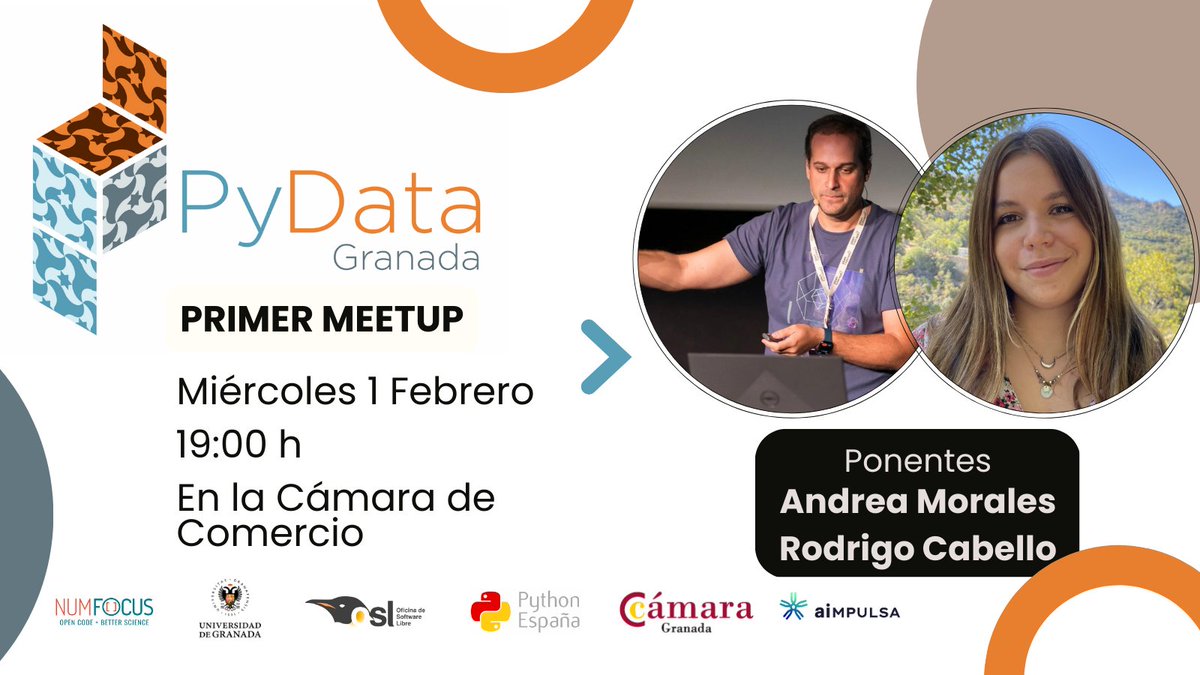 PyData
Granada
PRIMER MEETUP
Miércoles 1 Febrero
19:00 h
En la Cámara de
Comercio
Ponentes
Andrea Morales
Rodrigo Cabello
NUMFOCUS
OPEN CODE • BETTER SCIENCE
UNIVERSIDAD
DE GRANADA
osl
Oficina de
Software
Libre
Python
España
Cámara
Granada
aiMPULSA